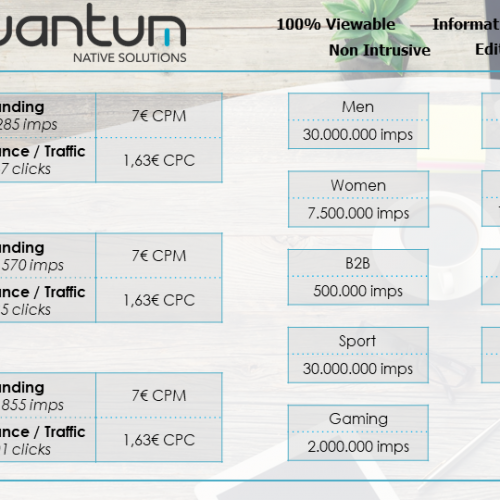 uantum
NATIVE SOLUTIONS
100% Viewable
Informat
Non Intrusive
Edi
anding
285 imps
7€ CPM
ance / Traffic
7 clicks
1,63€ CPC
anding
570 imps
7€ CPM
ance / Traffic
5 clicks
1,63€ CPC
anding
855 imps
7€ CPM
ance / Traffic
01 clicks
1,63€ CPC
Men
30.000.000 imps
Women
7.500.000 imps
B2B
500.000 imps
Sport
30.000.000 imps
Gaming
2.000.000 imps